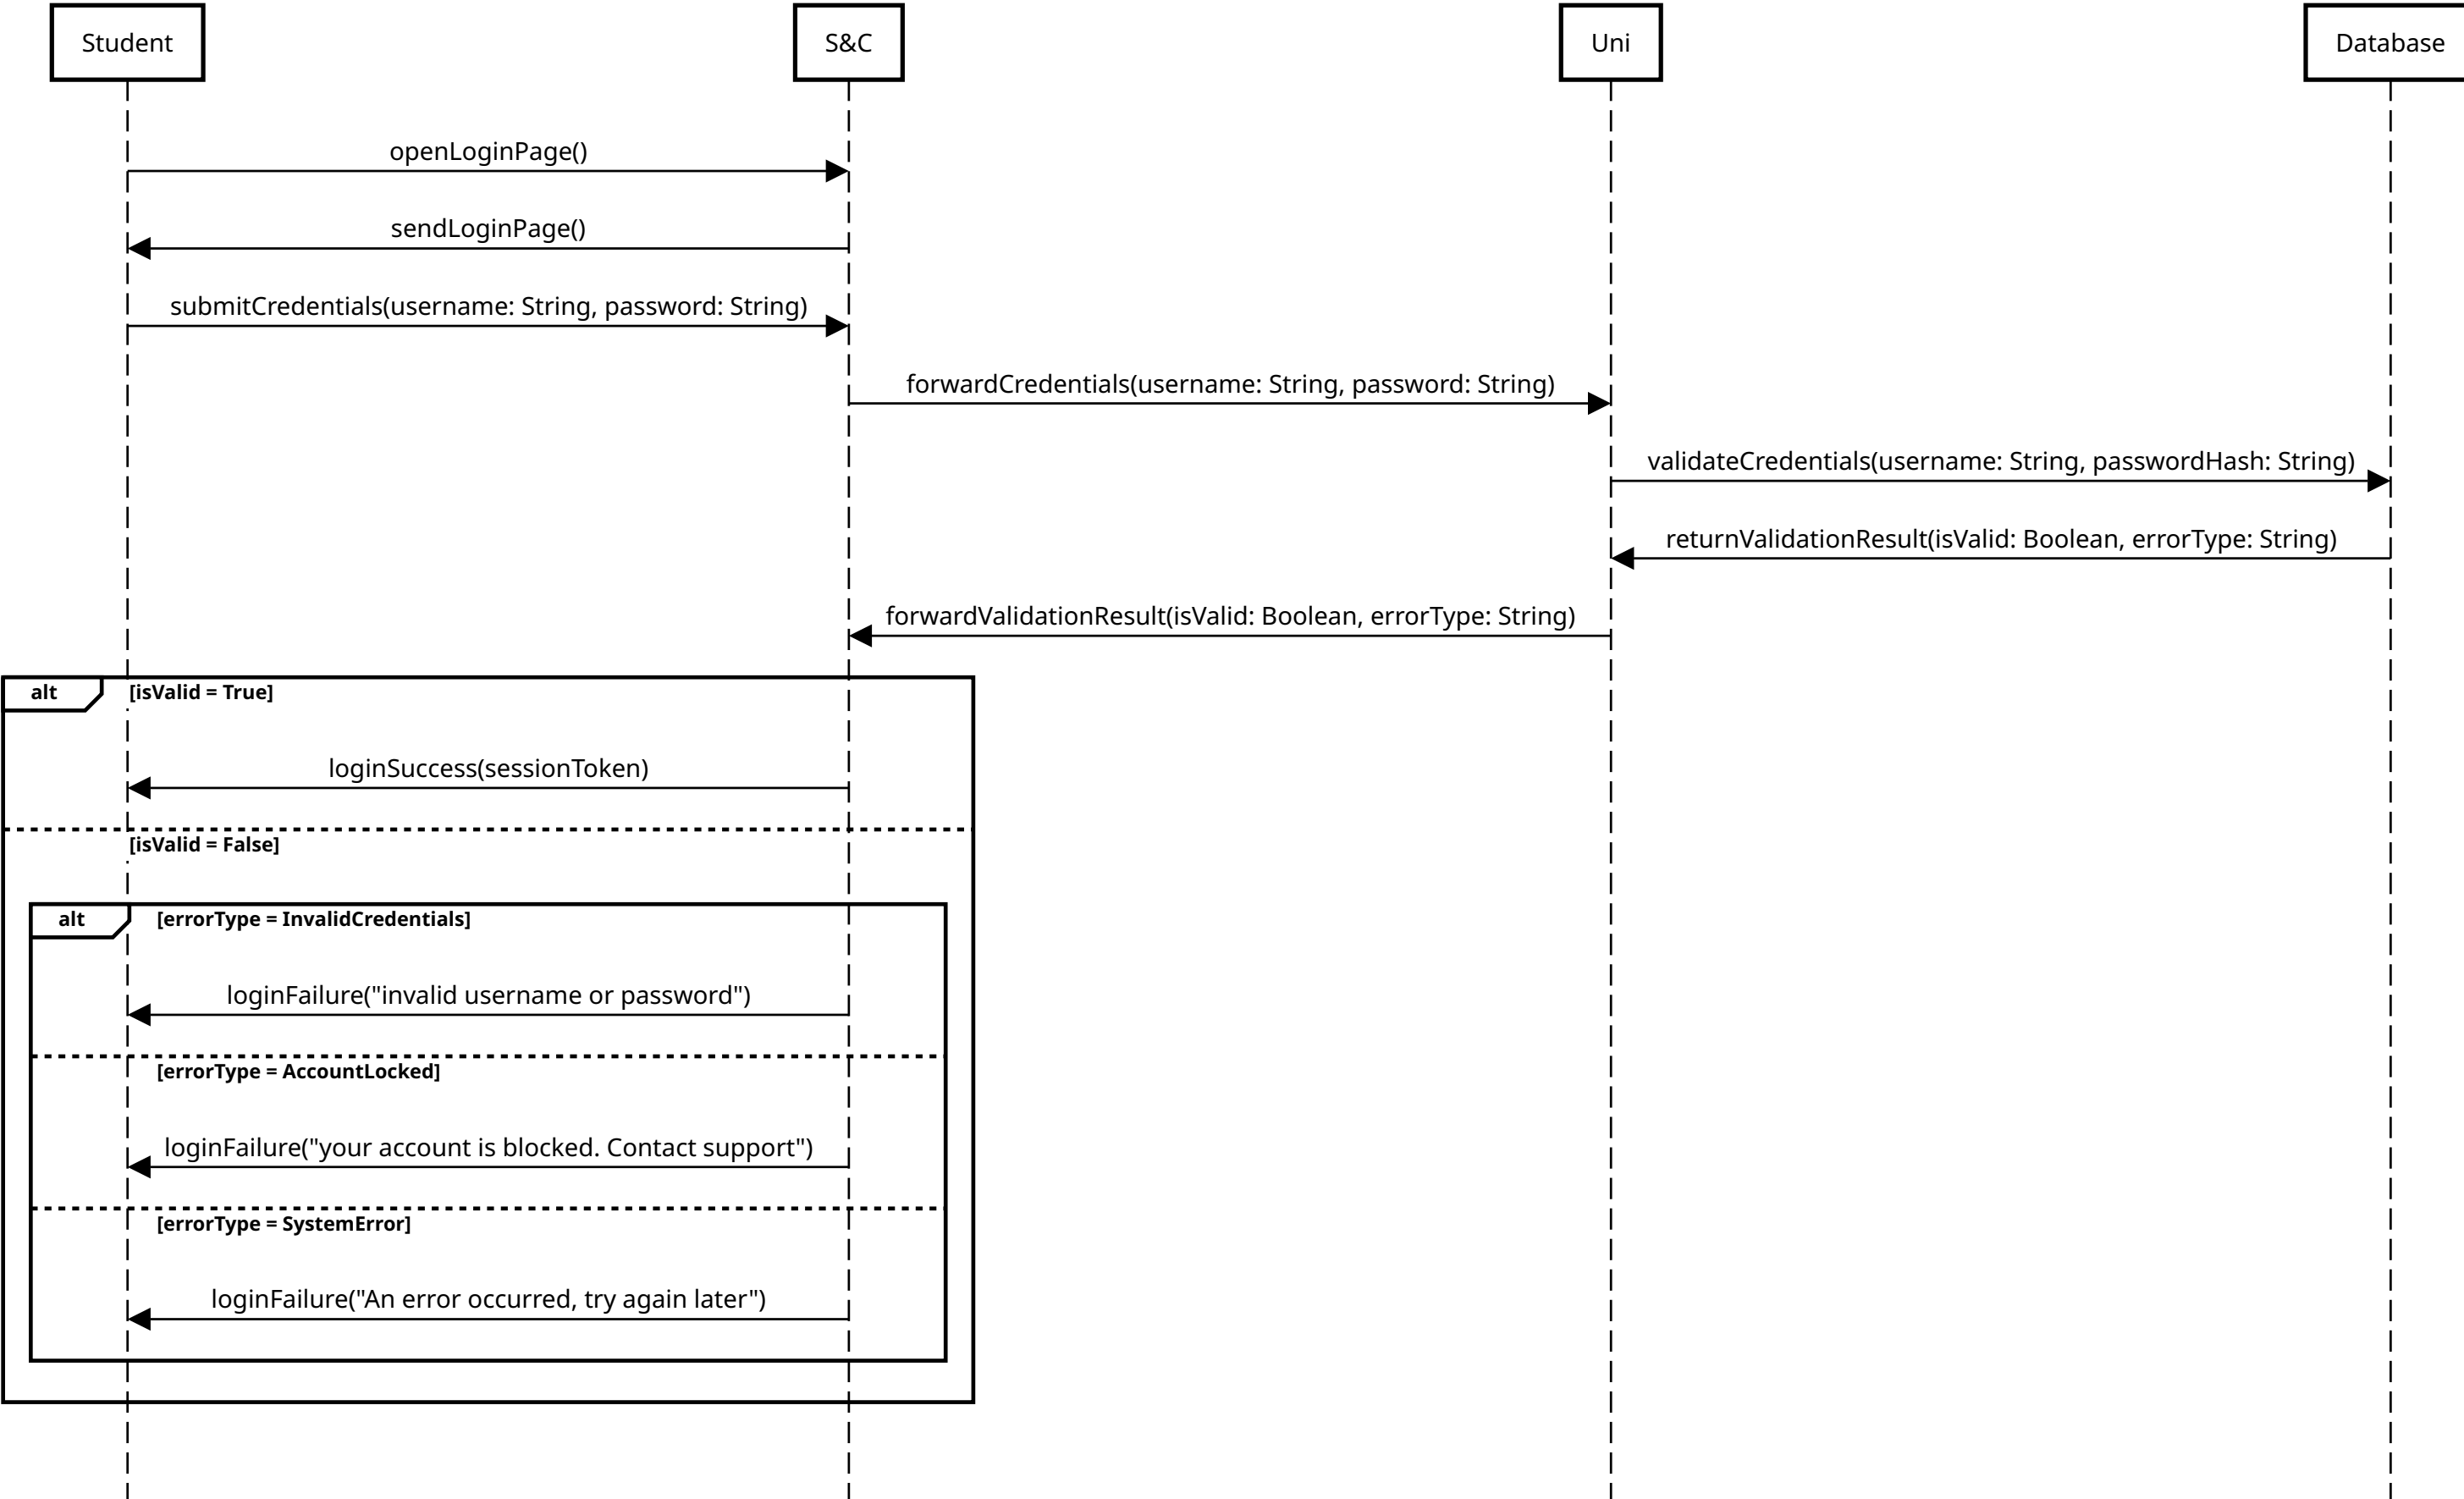 Student
S&C
Uni
Database
openLoginPage()
sendLoginPage()
submitCredentials(username: String, password: String)
forwardCredentials(username: String, password: String)
validateCredentials(username: String, passwordHash: String)
returnValidationResult(isValid: Boolean, errorType: String)
forwardValidationResult(isValid: Boolean, errorType: String)
alt [isValid = True]
loginSuccess(sessionToken)
[isValid = False]
alt [errorType = InvalidCredentials]
loginFailure("invalid username or password")
[errorType = AccountLocked]
loginFailure("your account is blocked. Contact support")
[errorType = SystemError]
loginFailure("An error occurred, try again later")